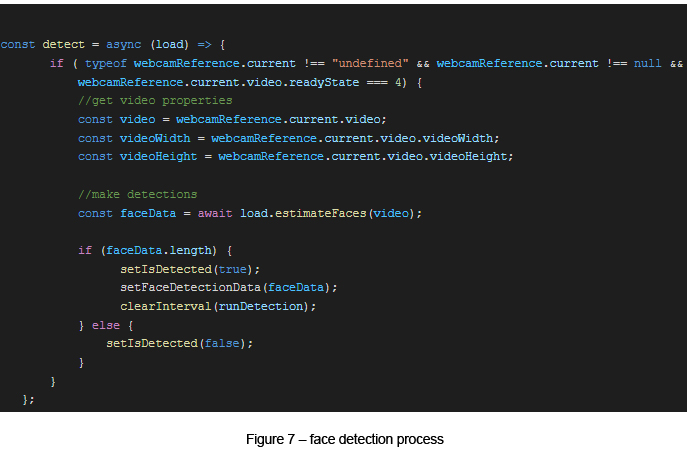 const detect = async (load) => {
if ( typeof webcamReference.current !== "undefined" && webcamReference.current !== null &&
webcamReference.current.video.readyState === 4) {
//get video properties
const video = webcamReference.current.video;
const videoWidth = webcamReference.current.video.videoWidth;
const videoHeight = webcamReference.current.video.videoHeight;
//make detections
const faceData = await load.estimateFaces(video);
if (faceData.length) {
setIsDetected(true);
setFaceDetectionData(faceData);
clearInterval(runDetection);
} else {
setIsDetected(false);
}
}
};
Figure 7 – face detection process